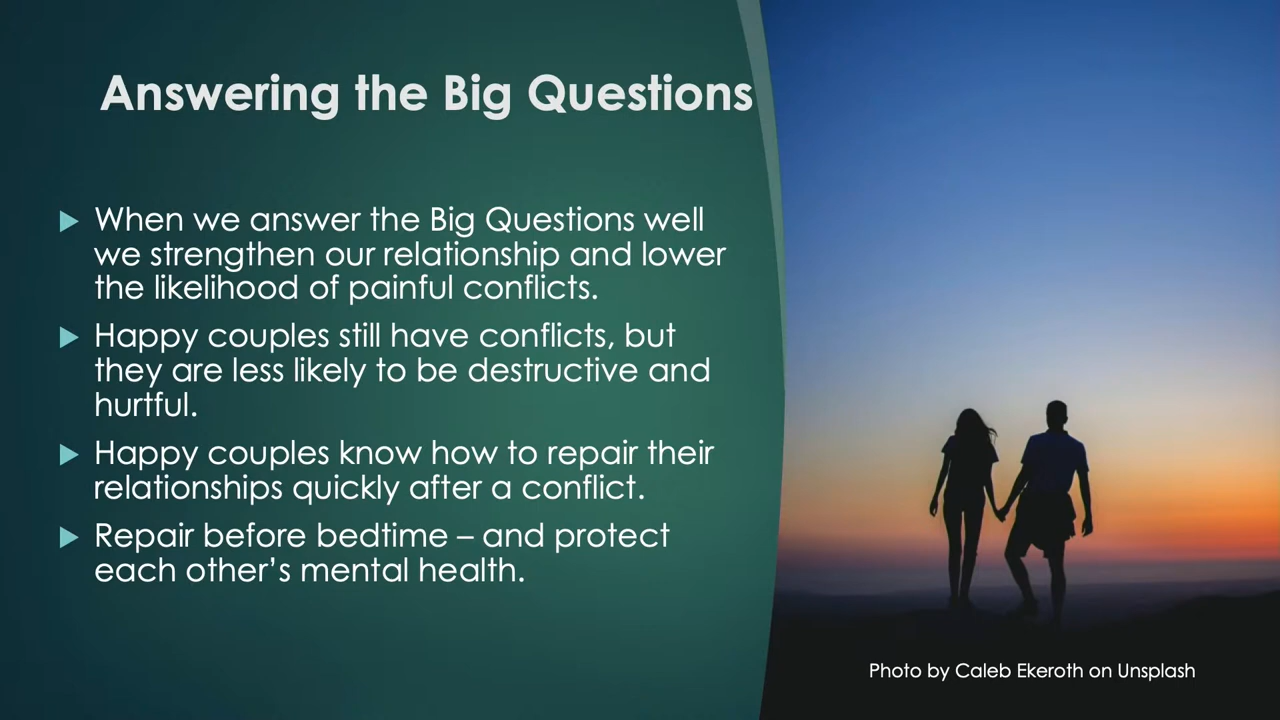 Answering the Big Questions
When we answer the Big Questions well
we strengthen our relationship and lower
the likelihood of painful conflicts.
Happy couples still have conflicts, but
they are less likely to be destructive and
hurtful.
Happy couples know how to repair their
relationships quickly after a conflict.
Repair before bedtime – and protect
each other’s mental health.
Photo by Caleb Ekeroth on Unsplash